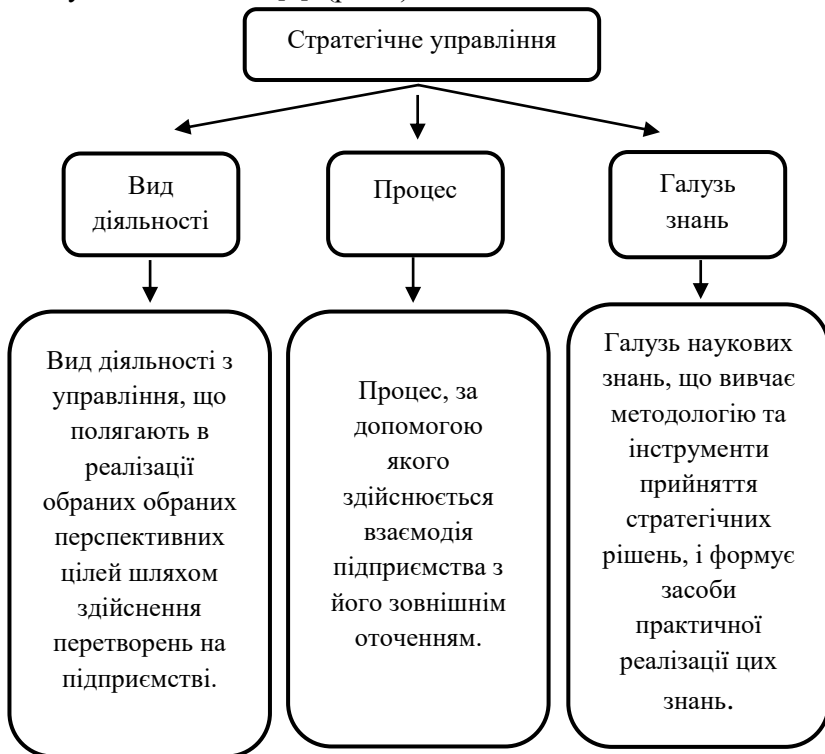 Стратегічне управління
Вид
діяльності
Процес
Галузь
знань
Вид діяльності з
управління, що
полягають в
реалізації
обраних обраних
перспективних
цілей шляхом
здійснення
перетворень на
підприємстві.
Процес, за
допомогою
якого
здійснюється
взаємодія
підприємства з
його зовнішнім
оточенням.
Галузь наукових
знань, що вивчає
методологію та
інструменти
прийняття
стратегічних
рішень, і формує
засоби
практичної
реалізації цих
знань.